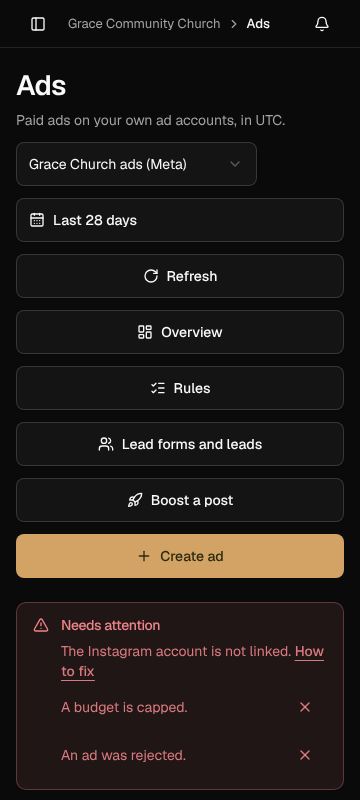 Grace Community Church > Ads
Ads
Paid ads on your own ad accounts, in UTC.
Grace Church ads (Meta)
Last 28 days
Refresh
Overview
Rules
Lead forms and leads
Boost a post
Create ad
Needs attention
The Instagram account is not linked. How
to fix
A budget is capped.
An ad was rejected.